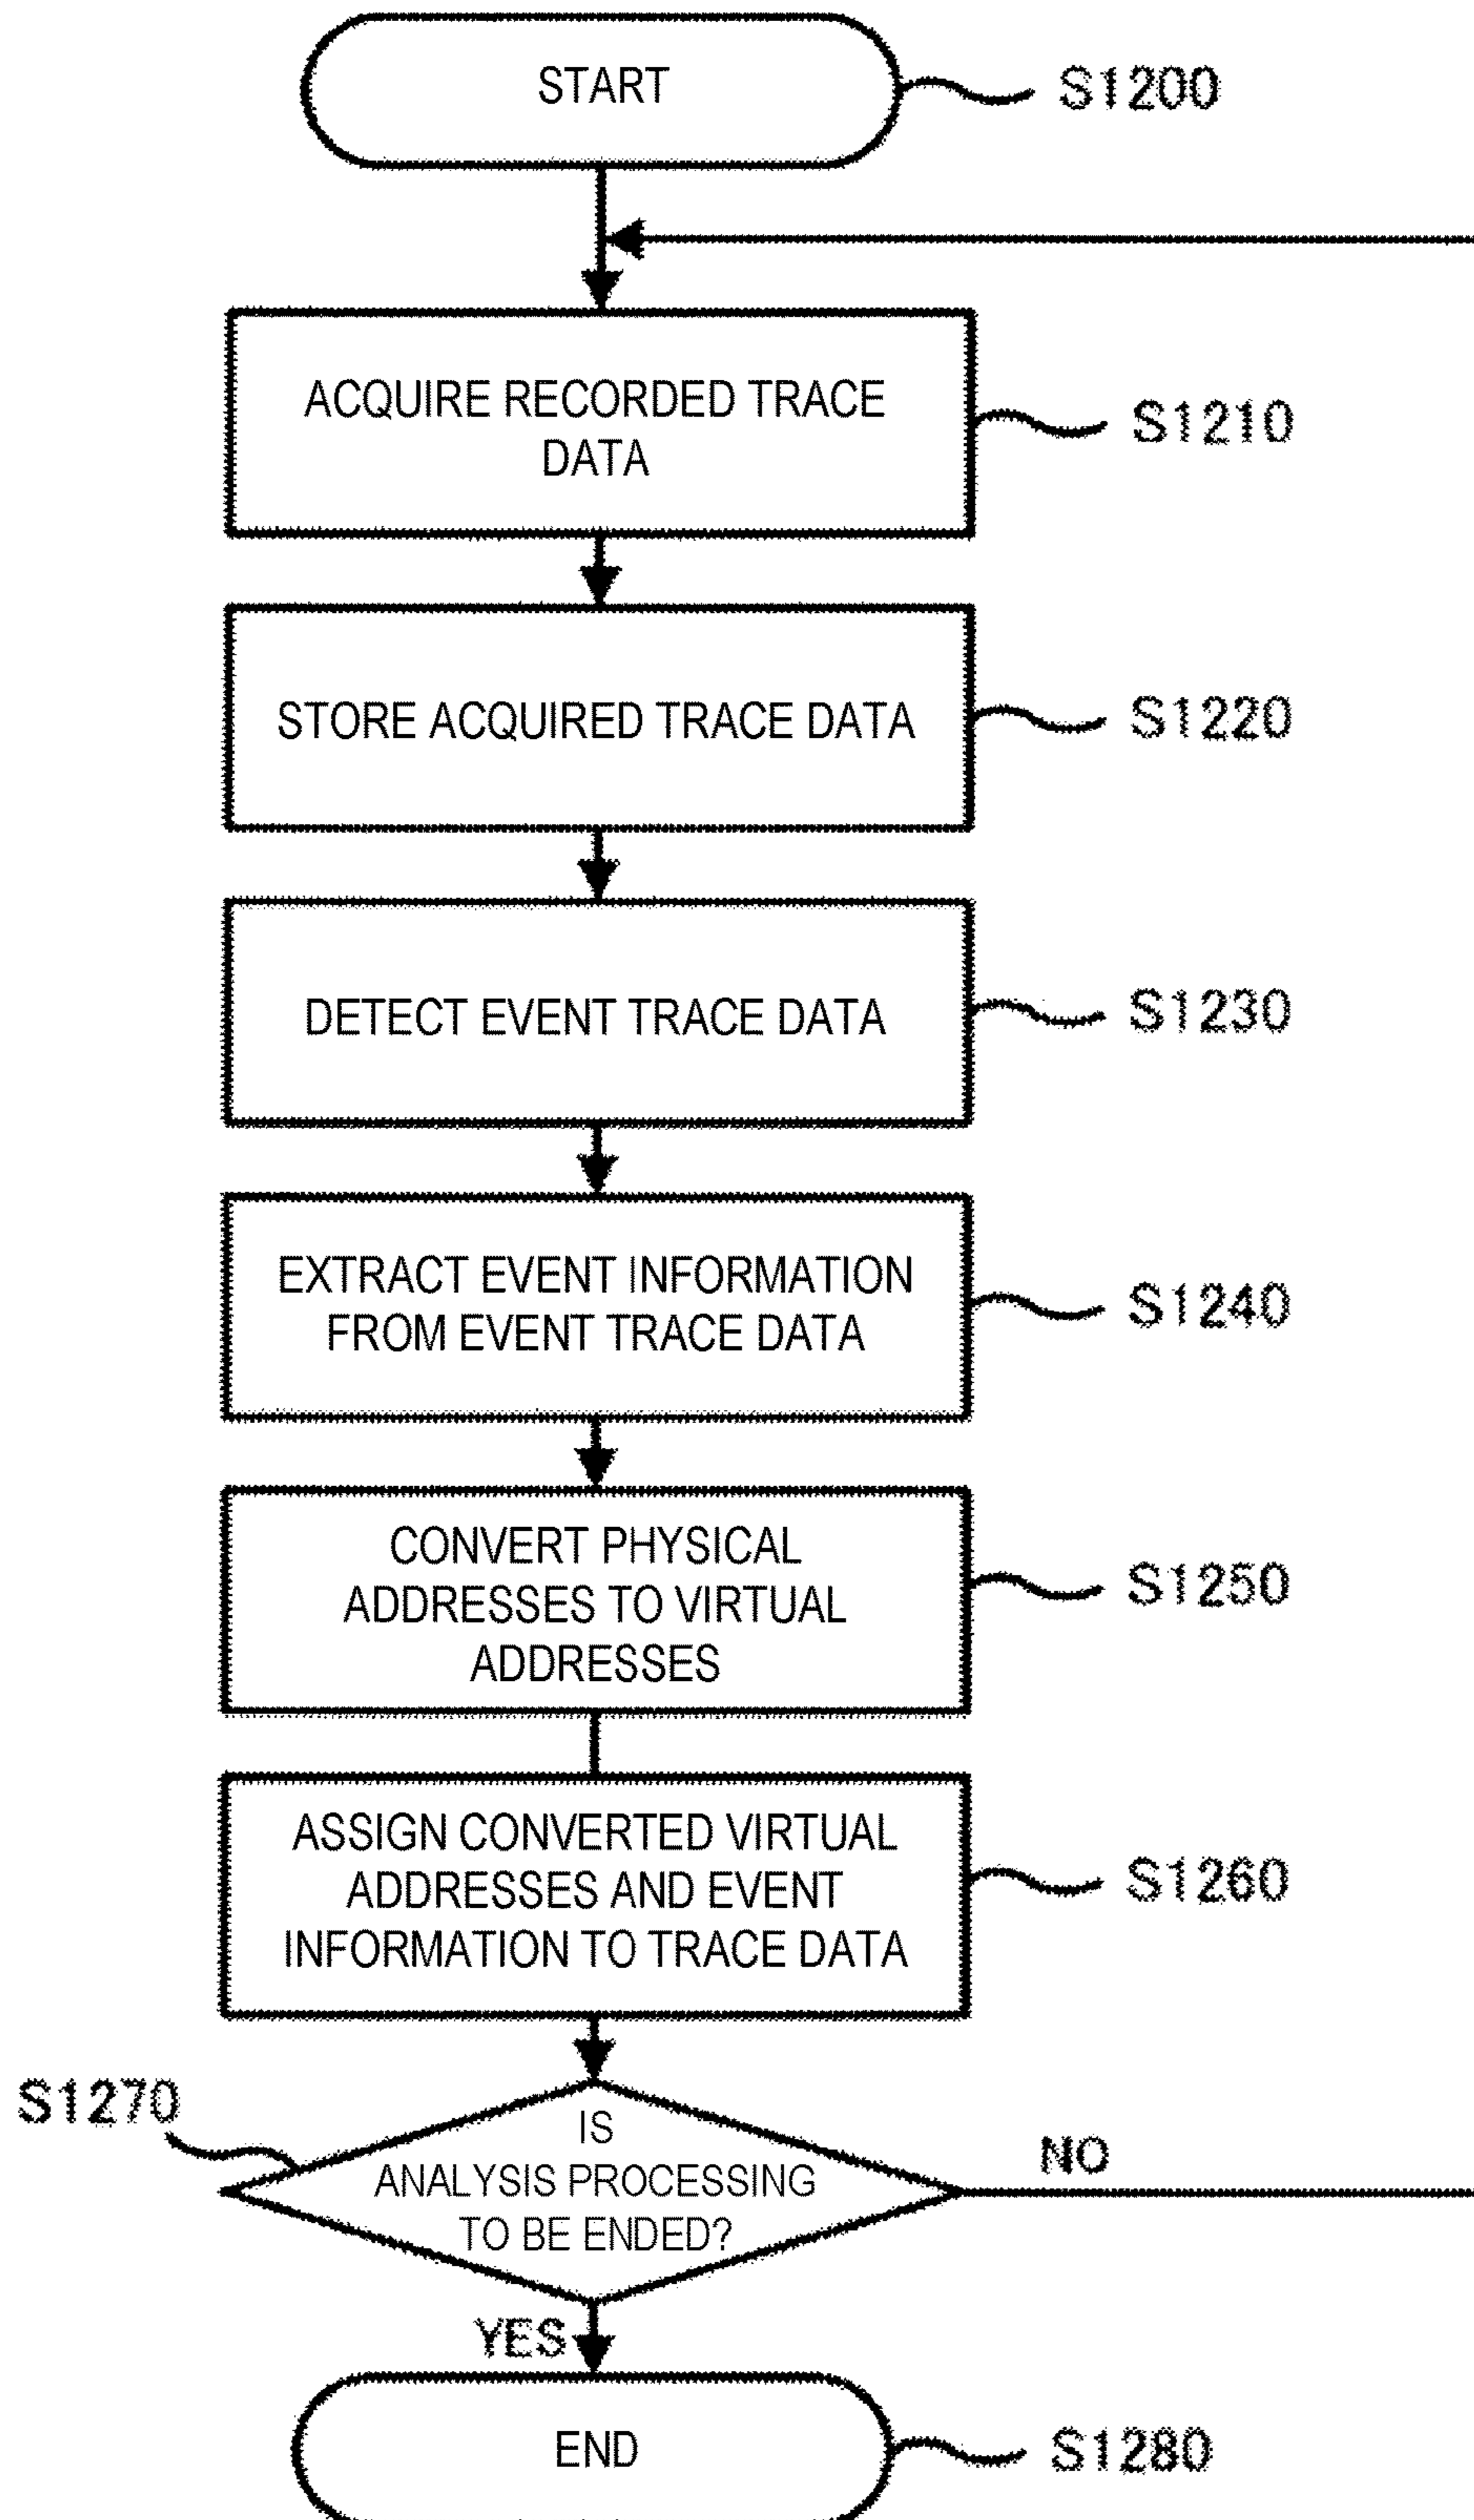 START
S1200
ACQUIRE RECORDED TRACE
DATA
S1210
STORE ACQUIRED TRACE DATA
S1220
DETECT EVENT TRACE DATA
S1230
EXTRACT EVENT INFORMATION
FROM EVENT TRACE DATA
S1240
CONVERT PHYSICAL
ADDRESSES TO VIRTUAL
ADDRESSES
S1250
ASSIGN CONVERTED VIRTUAL
ADDRESSES AND EVENT
INFORMATION TO TRACE DATA
S1260
S1270
IS
ANALYSIS PROCESSING
TO BE ENDED?
NO
YES
END
S1280